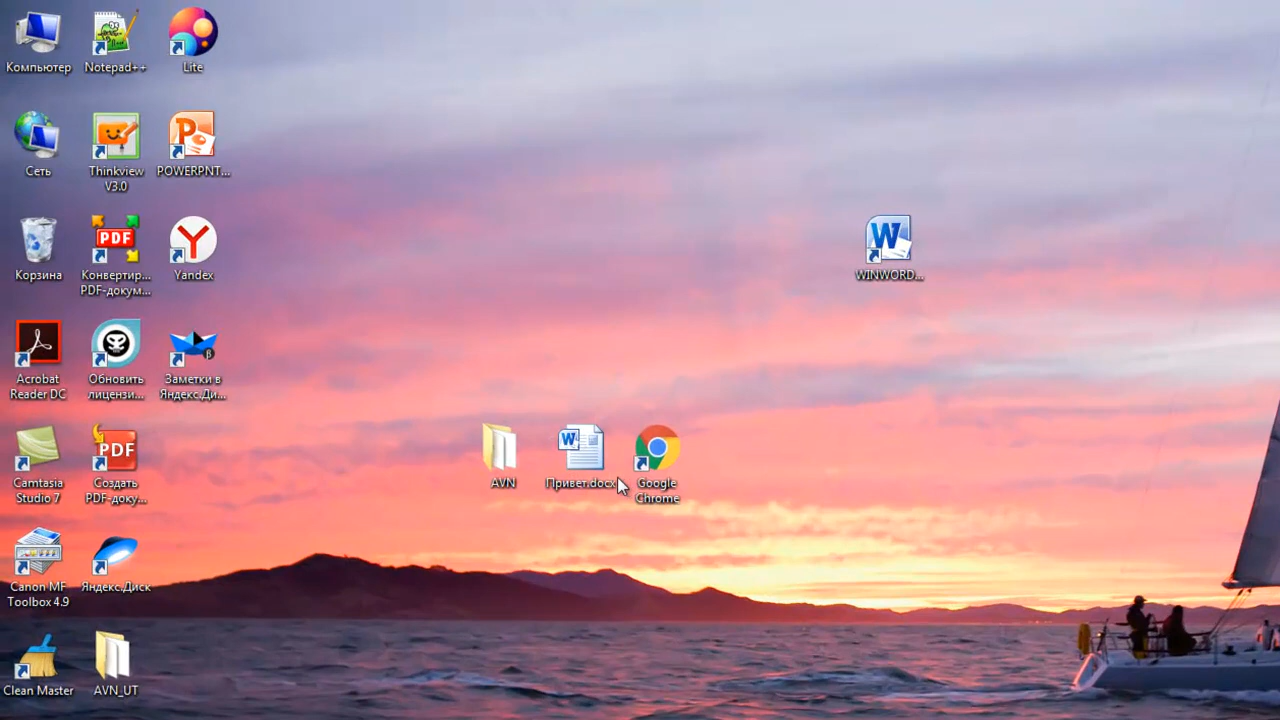 Компьютер
Notepad++
Lite
Сеть
Thinkview
V3.0
POWERPNT...
Корзина
Конвертир...
PDF-докум...
PDF
Yandex
WINWORD...
Acrobat
Reader DC
Обновить
лицензи...
Заметки в
Яндекс.Ди...
Camtasia
Studio 7
PDF
Создать
PDF-доку...
AVN
Привет.docx
Google
Chrome
Canon MF
Toolbox 4.9
Яндекс.Диск
Clean Master
AVN_UT